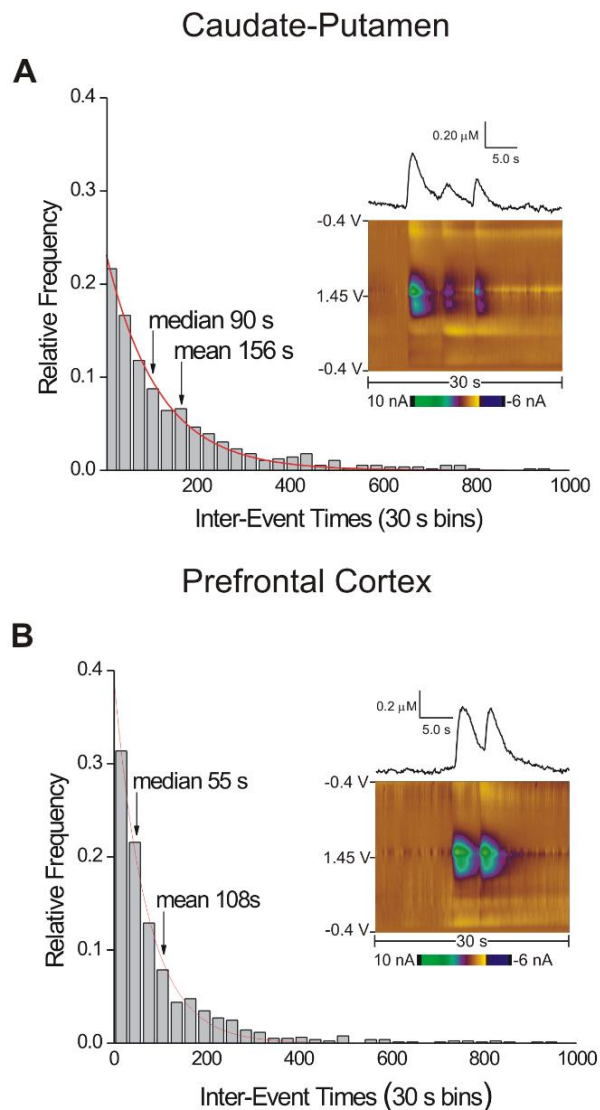 Caudate-Putamen
A
0.4
0.3
0.2
0.1
0.0
Relative Frequency
median 90 s
mean 156 s
0.20 μM
5.0 s
-0.4 V
1.45 V
-0.4 V
30 s
10 nA
-6 nA
200
400
600
800
1000
Inter-Event Times (30 s bins)
Prefrontal Cortex
B
0.4
0.3
0.2
0.1
0.0
Relative Frequency
median 55 s
mean 108s
0.2 μM
5.0 s
-0.4 V
1.45 V
-0.4 V
30 s
10 nA
-6 nA
0
200
400
600
800
1000
Inter-Event Times (30 s bins)